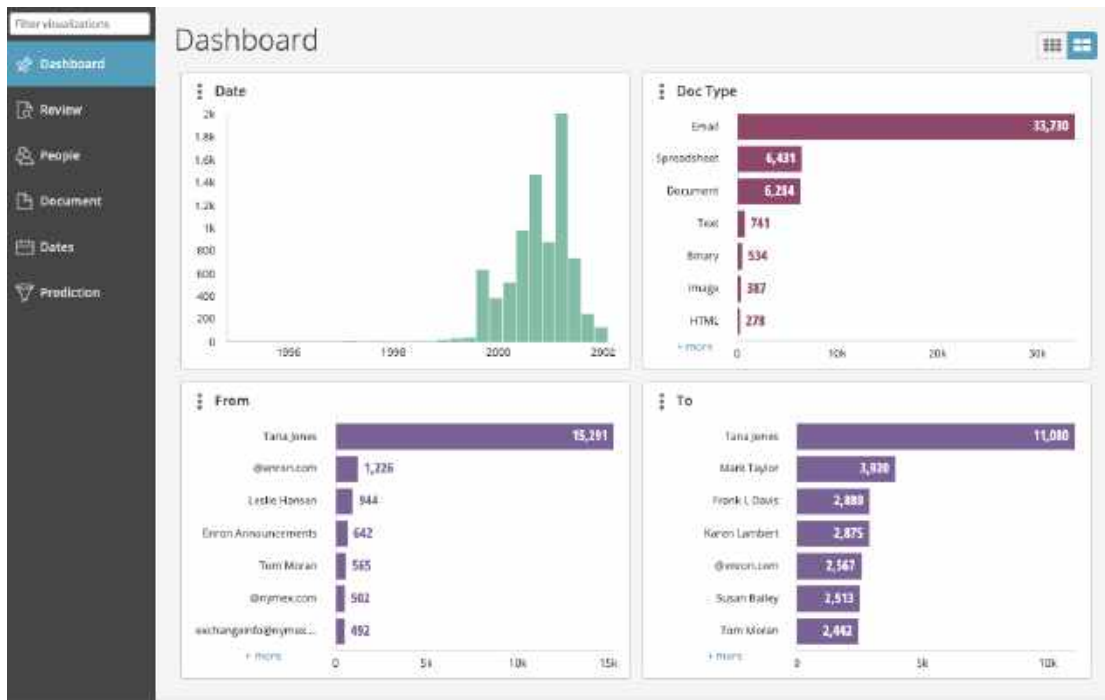 Filter visualizations
Dashboard
Review
People
Document
Dates
Prediction
Dashboard
Date
2k
1.8k
1.6k
1.4k
1.2k
1k
800
600
400
200
0
1996
1998
2000
2002
Doc Type
Email 33,730
Spreadsheet 6,431
Document 6,284
Text 741
Binary 534
Image 387
HTML 278
+ more
0 10k 20k 30k
From
Tana Jones 15,291
@enron.com 1,226
Leslie Hansen 944
Enron Announcements 642
Tom Moran 565
@nymex.com 502
exchangeinfo@nymex... 492
+ more
0 5k 10k 15k
To
Tana Jones 11,080
Mark Taylor 3,920
Frank L Davis
Karen Lambert 2,875
@enron.com 2,567
Susan Bailey 2,513
Tom Moran 2,442
+ more
0 5k 10k